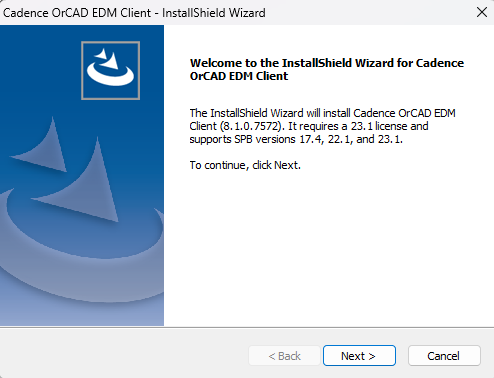 Cadence OrCAD EDM Client - InstallShield Wizard
Welcome to the InstallShield Wizard for Cadence
OrCAD EDM Client
The InstallShield Wizard will install Cadence OrCAD EDM
Client (8.1.0.7572). It requires a 23.1 license and
supports SPB versions 17.4, 22.1, and 23.1.
To continue, click Next.
< Back
Next >
Cancel